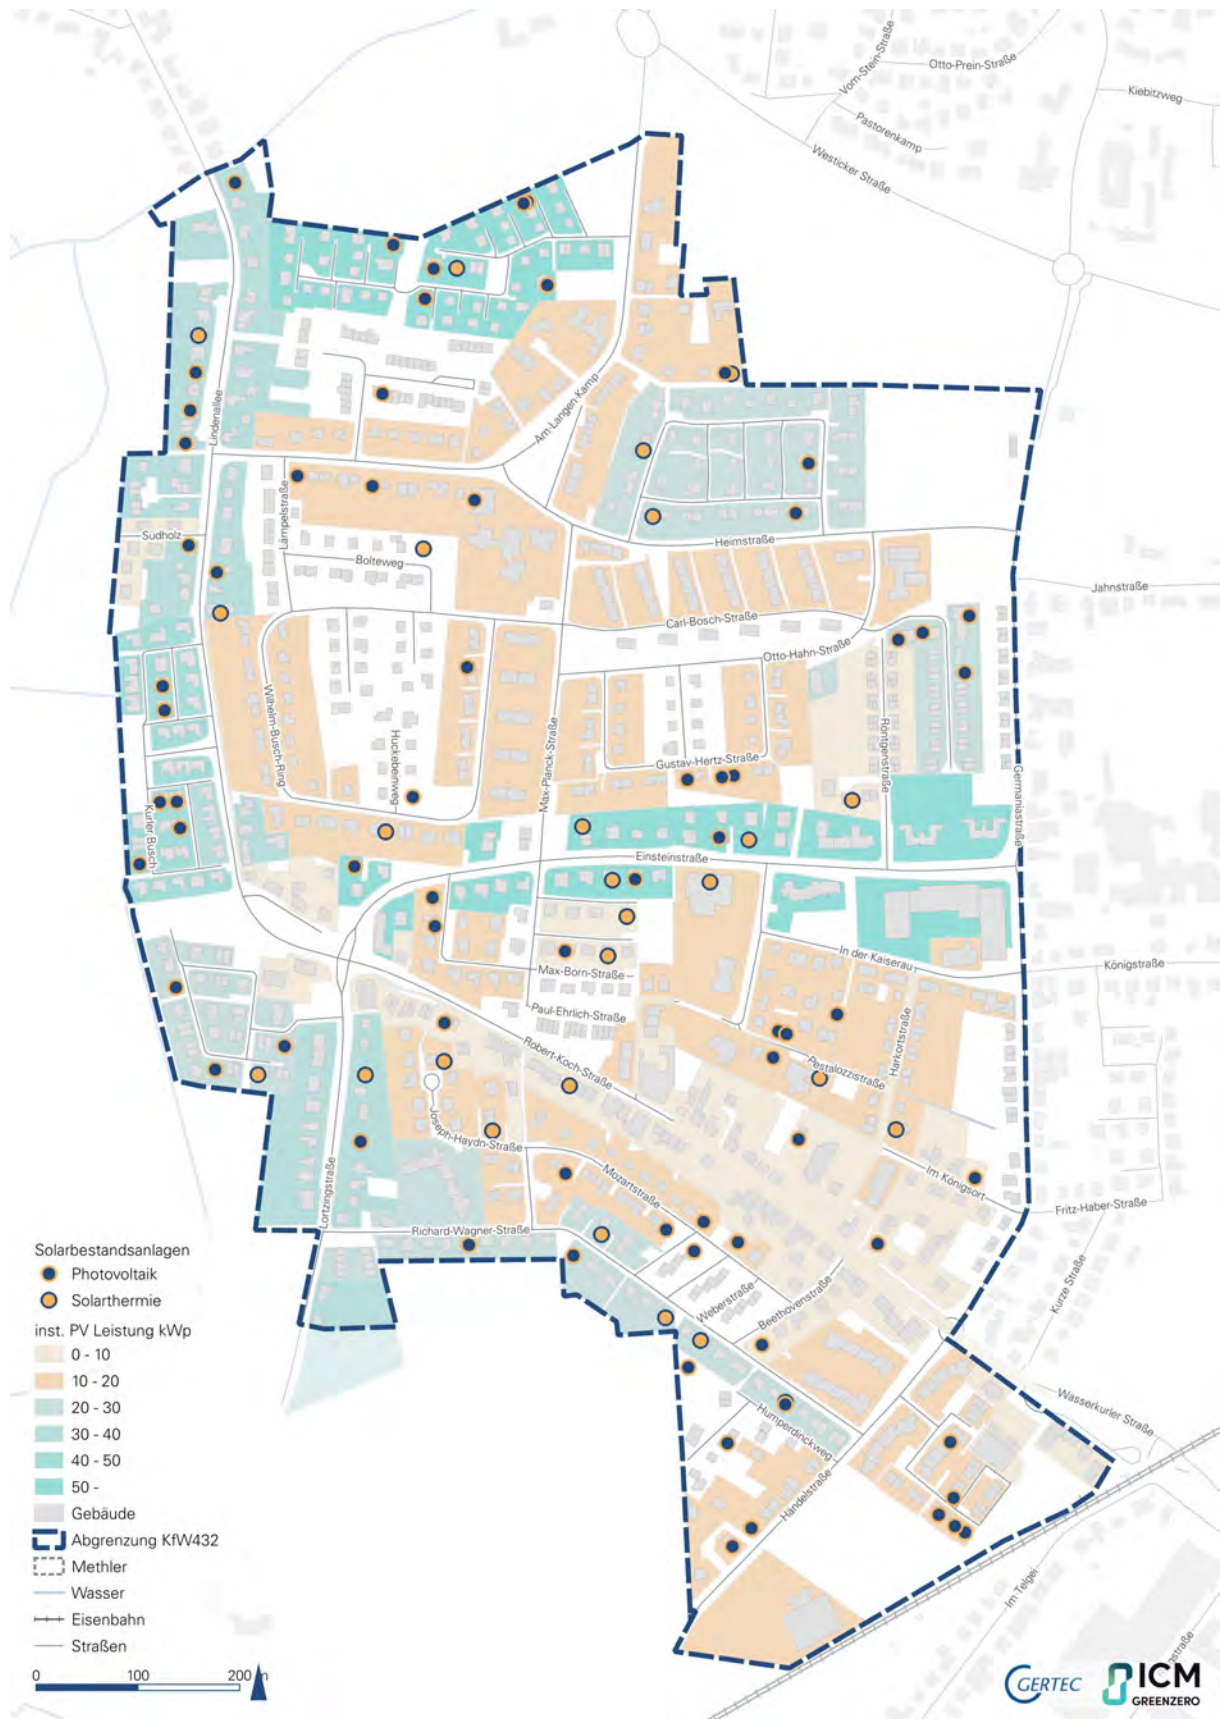 Vom-Stein-Straße
Otto-Prein-Straße
Kiebitzweg
Pastorenkamp
Westicker Straße
Lindenallee
Am-Langen-Kamp
Lämpelstraße
Südholz
Bolteweg
Heimstraße
Jahnstraße
Carl-Bosch-Straße
Otto-Hahn-Straße
Wilhelm-Busch-Ring
Huckebeinweg
Max-Planck-Straße
Röntgenstraße
Gustav-Hertz-Straße
Germaniastraße
Kurler Busch
Einsteinstraße
In der Kaiserau
Königstraße
Max-Born-Straße
Paul-Ehrlich-Straße
Robert-Koch-Straße
Pestalozzistraße
Harkortstraße
Joseph-Haydn-Straße
Mozartstraße
Im Königsort
Lortzingstraße
Richard-Wagner-Straße
Fritz-Haber-Straße
Kurze Straße
Weberstraße
Beethovenstraße
Humperdinckweg
Händelstraße
Wasserkurler Straße
Im Telgei
Solarbestandsanlagen
Photovoltaik
Solarthermie
inst. PV Leistung kWp
0 - 10
10 - 20
20 - 30
30 - 40
40 - 50
50 -
Gebäude
Abgrenzung KfW432
Methler
Wasser
Eisenbahn
Straßen
0 100 200 m
GERTEC
ICM
GREENZERO